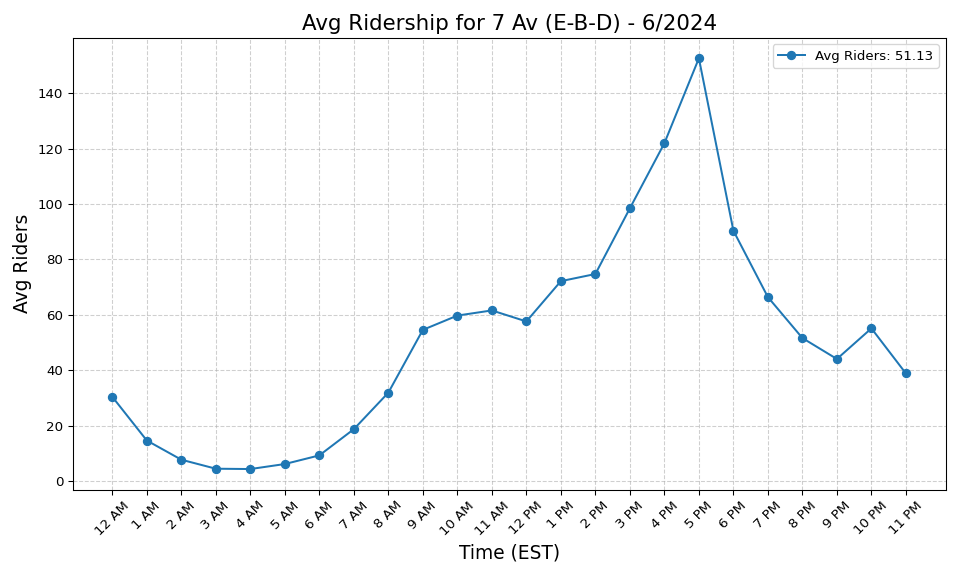 Avg Ridership for 7 Av (E-B-D) - 6/2024
Avg Riders: 51.13
Avg Riders
140
120
100
80
60
40
20
0
12 AM
1 AM
2 AM
3 AM
4 AM
5 AM
6 AM
7 AM
8 AM
9 AM
10 AM
11 AM
12 PM
1 PM
2 PM
3 PM
4 PM
5 PM
6 PM
7 PM
8 PM
9 PM
10 PM
11 PM
Time (EST)